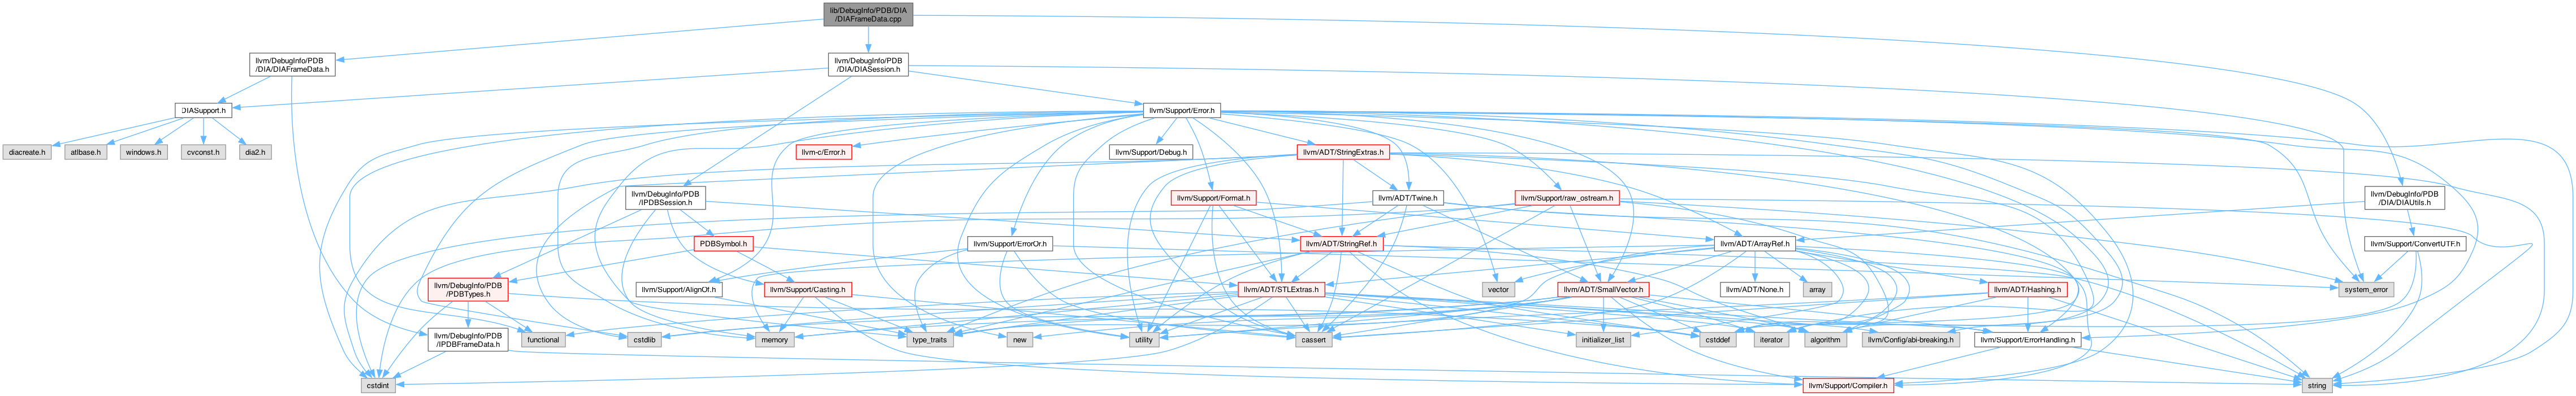 lib/DebugInfo/PDB/DIA
/DIAFrameData.cpp
llvm/DebugInfo/PDB
/DIA/DIAFrameData.h
llvm/DebugInfo/PDB
/DIA/DIASession.h
DIASupport.h
llvm/Support/Error.h
diacreate.h
atlbase.h
windows.h
cvconst.h
dia2.h
llvm-c/Error.h
llvm/Support/Debug.h
llvm/ADT/StringExtras.h
llvm/DebugInfo/PDB
/IPDBSession.h
llvm/Support/Format.h
llvm/ADT/Twine.h
llvm/Support/raw_ostream.h
llvm/DebugInfo/PDB
/DIA/DIAUtils.h
PDBSymbol.h
llvm/Support/ErrorOr.h
llvm/ADT/StringRef.h
llvm/ADT/ArrayRef.h
llvm/Support/ConvertUTF.h
llvm/DebugInfo/PDB
/PDBTypes.h
llvm/Support/AlignOf.h
llvm/Support/Casting.h
llvm/ADT/STLExtras.h
vector
llvm/ADT/SmallVector.h
llvm/ADT/None.h
array
llvm/ADT/Hashing.h
system_error
llvm/DebugInfo/PDB
/IPDBFrameData.h
functional
cstdlib
memory
type_traits
new
utility
cassert
initializer_list
cstddef
iterator
algorithm
llvm/Config/abi-breaking.h
llvm/Support/ErrorHandling.h
cstdint
llvm/Support/Compiler.h
string